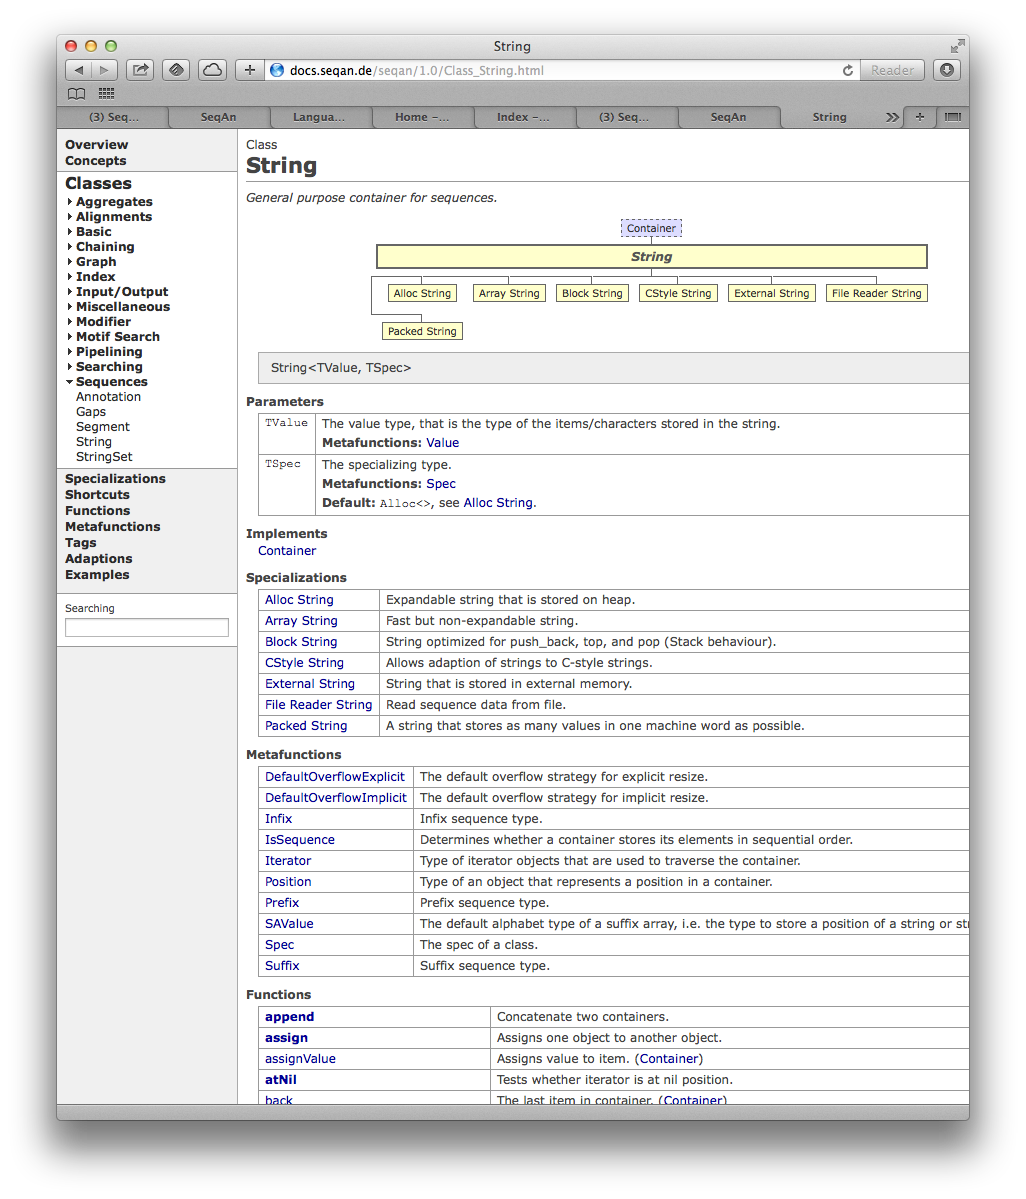 String
docs.seqan.de/seqan/1.0/Class_String.html
Reader
(3) Seq...
SeqAn
Langua...
Home –...
Index –...
(3) Seq...
SeqAn
String
Overview
Concepts
Classes
Aggregates
Alignments
Basic
Chaining
Graph
Index
Input/Output
Miscellaneous
Modifier
Motif Search
Pipelining
Searching
Sequences
Annotation
Gaps
Segment
String
StringSet
Specializations
Shortcuts
Functions
Metafunctions
Tags
Adaptions
Examples
Searching
Class
String
General purpose container for sequences.
Container
String
Alloc String
Array String
Block String
CStyle String
External String
File Reader String
Packed String
String<TValue, TSpec>
Parameters
TValue The value type, that is the type of the items/characters stored in the string.
Metafunctions: Value
TSpec The specializing type.
Metafunctions: Spec
Default: Alloc<>, see Alloc String.
Implements
Container
Specializations
Alloc String Expandable string that is stored on heap.
Array String Fast but non-expandable string.
Block String String optimized for push_back, top, and pop (Stack behaviour).
CStyle String Allows adaption of strings to C-style strings.
External String String that is stored in external memory.
File Reader String Read sequence data from file.
Packed String A string that stores as many values in one machine word as possible.
Metafunctions
DefaultOverflowExplicit The default overflow strategy for explicit resize.
DefaultOverflowImplicit The default overflow strategy for implicit resize.
Infix Infix sequence type.
IsSequence Determines whether a container stores its elements in sequential order.
Iterator Type of iterator objects that are used to traverse the container.
Position Type of an object that represents a position in a container.
Prefix Prefix sequence type.
SAValue The default alphabet type of a suffix array, i.e. the type to store a position of a string or
Spec The spec of a class.
Suffix Suffix sequence type.
Functions
append Concatenate two containers.
assign Assigns one object to another object.
assignValue Assigns value to item. (Container)
atNil Tests whether iterator is at nil position.
back The last item in container. (Container)